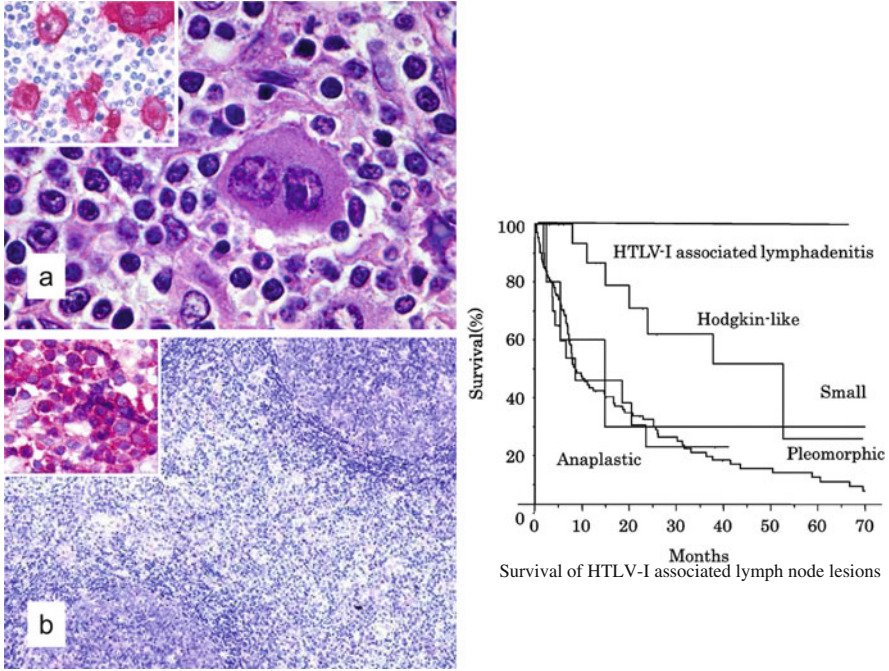 a
b
Survival(%)
100
80
60
40
20
0
HTLV-I associated lymphadenitis
Hodgkin-like
Small
Pleomorphic
Anaplastic
0 10 20 30 40 50 60 70
Months
Survival of HTLV-I associated lymph node lesions